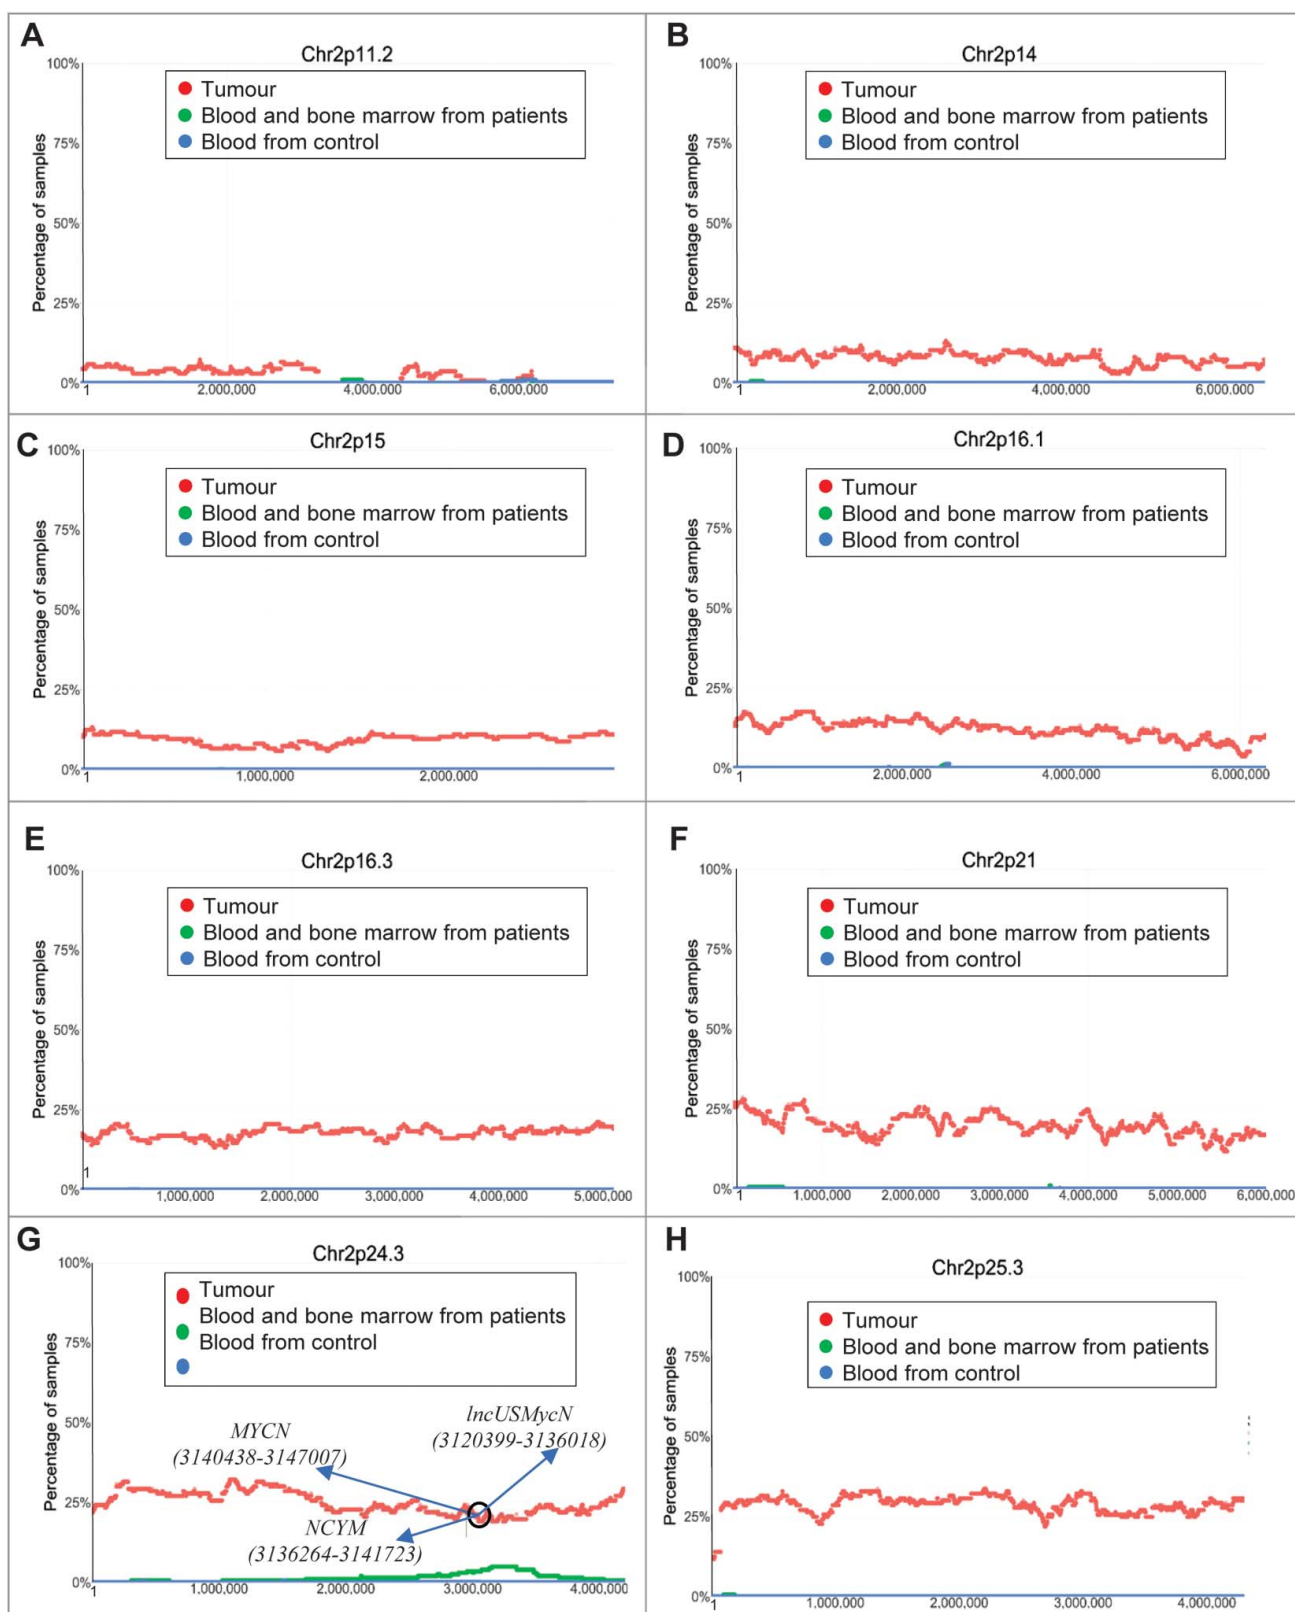 A
Chr2p11.2
100%
Tumour
Blood and bone marrow from patients
Blood from control
75%
50%
25%
0%
Percentage of samples
1
2,000,000
4,000,000
6,000,000
B
Chr2p14
100%
Tumour
Blood and bone marrow from patients
Blood from control
75%
50%
25%
0%
Percentage of samples
1
2,000,000
4,000,000
6,000,000
C
Chr2p15
100%
Tumour
Blood and bone marrow from patients
Blood from control
75%
50%
25%
0%
Percentage of samples
1
1,000,000
2,000,000
D
Chr2p16.1
100%
Tumour
Blood and bone marrow from patients
Blood from control
75%
50%
25%
0%
Percentage of samples
1
2,000,000
4,000,000
6,000,000
E
Chr2p16.3
100%
Tumour
Blood and bone marrow from patients
Blood from control
75%
50%
25%
0%
Percentage of samples
1
1,000,000
2,000,000
3,000,000
4,000,000
5,000,000
F
Chr2p21
100%
Tumour
Blood and bone marrow from patients
Blood from control
75%
50%
25%
0%
Percentage of samples
1
1,000,000
2,000,000
3,000,000
4,000,000
5,000,000
6,000,000
G
Chr2p24.3
100%
Tumour
Blood and bone marrow from patients
Blood from control
75%
50%
25%
0%
Percentage of samples
MYCN
(3140438-3147007)
lncUSMycN
(3120399-3136018)
NCYM
(3136264-3141723)
1
1,000,000
2,000,000
3,000,000
4,000,000
H
Chr2p25.3
100%
Tumour
Blood and bone marrow from patients
Blood from control
75%
50%
25%
0%
Percentage of samples
1
1,000,000
2,000,000
3,000,000
4,000,000